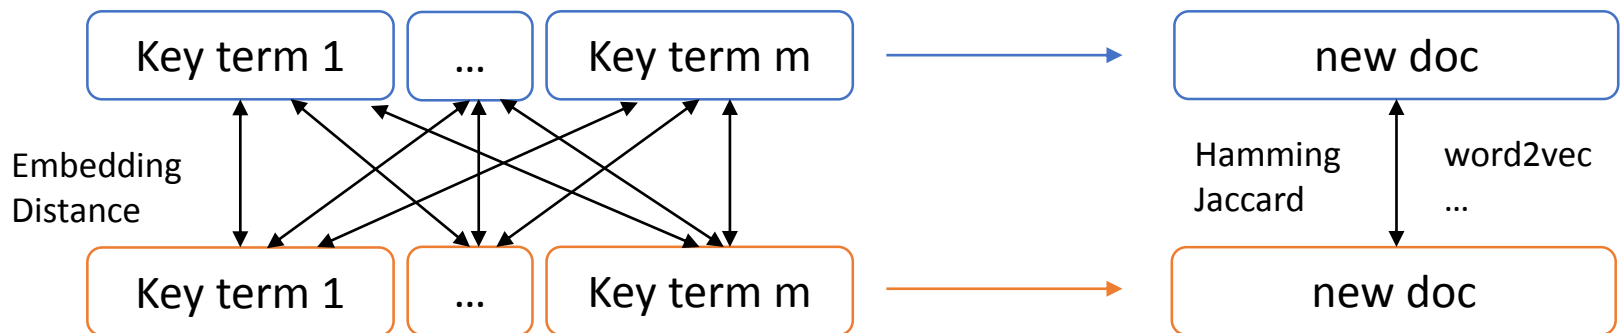 Key term 1
...
Key term m
new doc
Embedding
Distance
Hamming
Jaccard
word2vec
...
Key term 1
...
Key term m
new doc